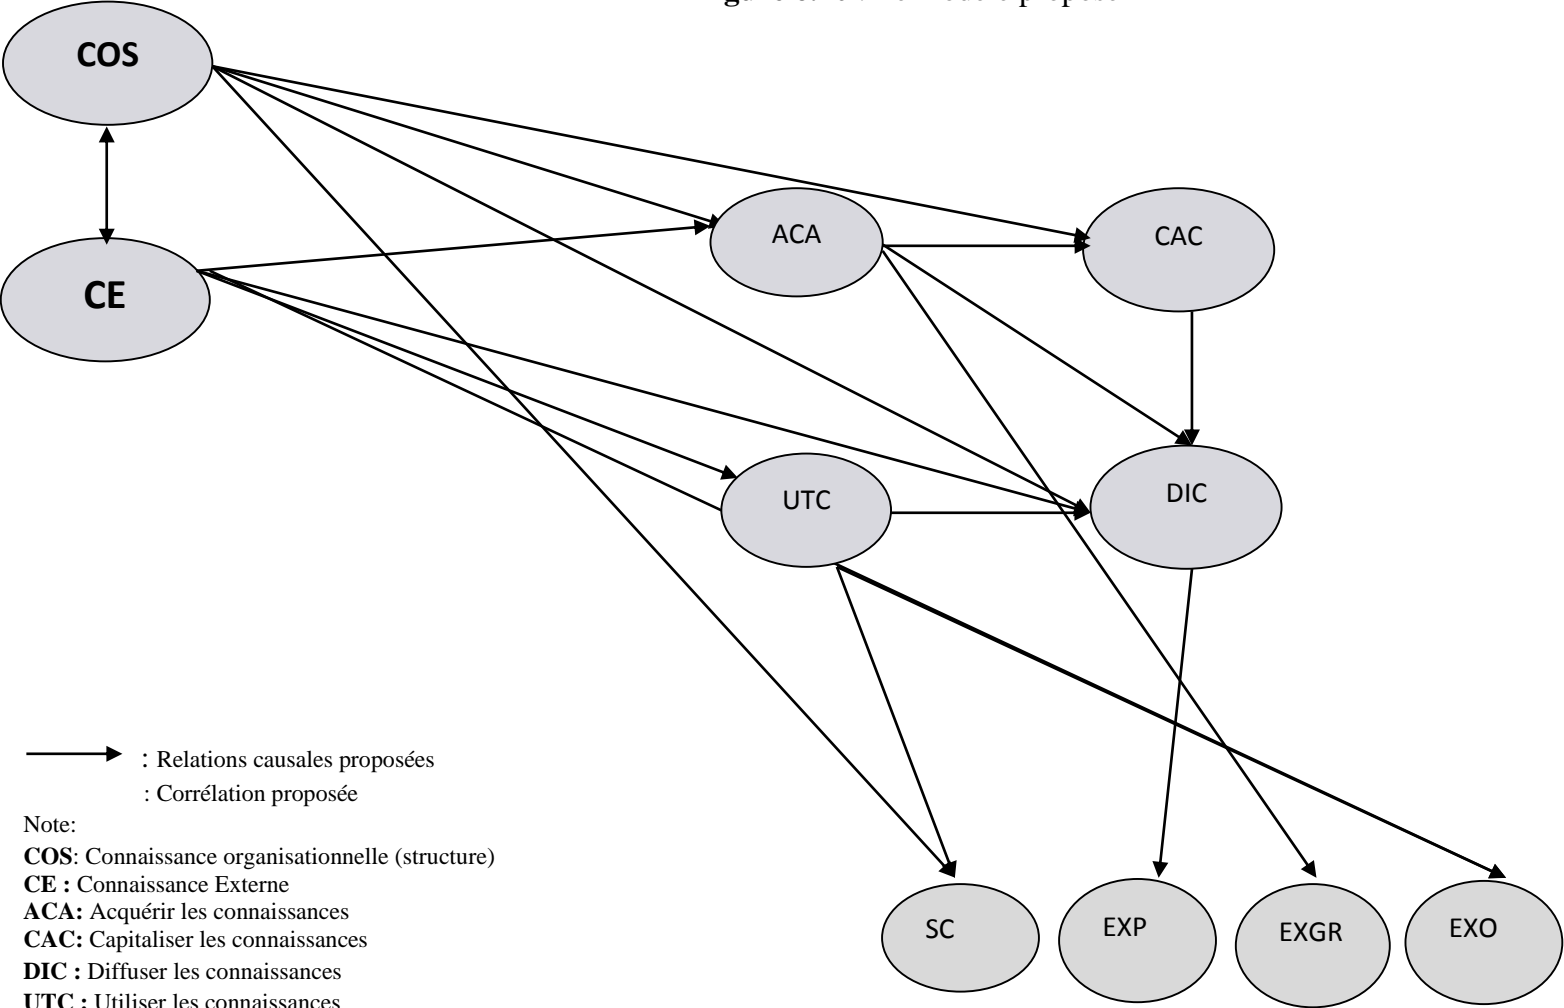 COS
CE
ACA
CAC
UTC
DIC
: Relations causales proposées
: Corrélation proposée
Note:
COS: Connaissance organisationnelle (structure)
CE : Connaissance Externe
ACA: Acquérir les connaissances
CAC: Capitaliser les connaissances
DIC : Diffuser les connaissances
UTC : Utiliser les connaissances
SC
EXP
EXGR
EXO